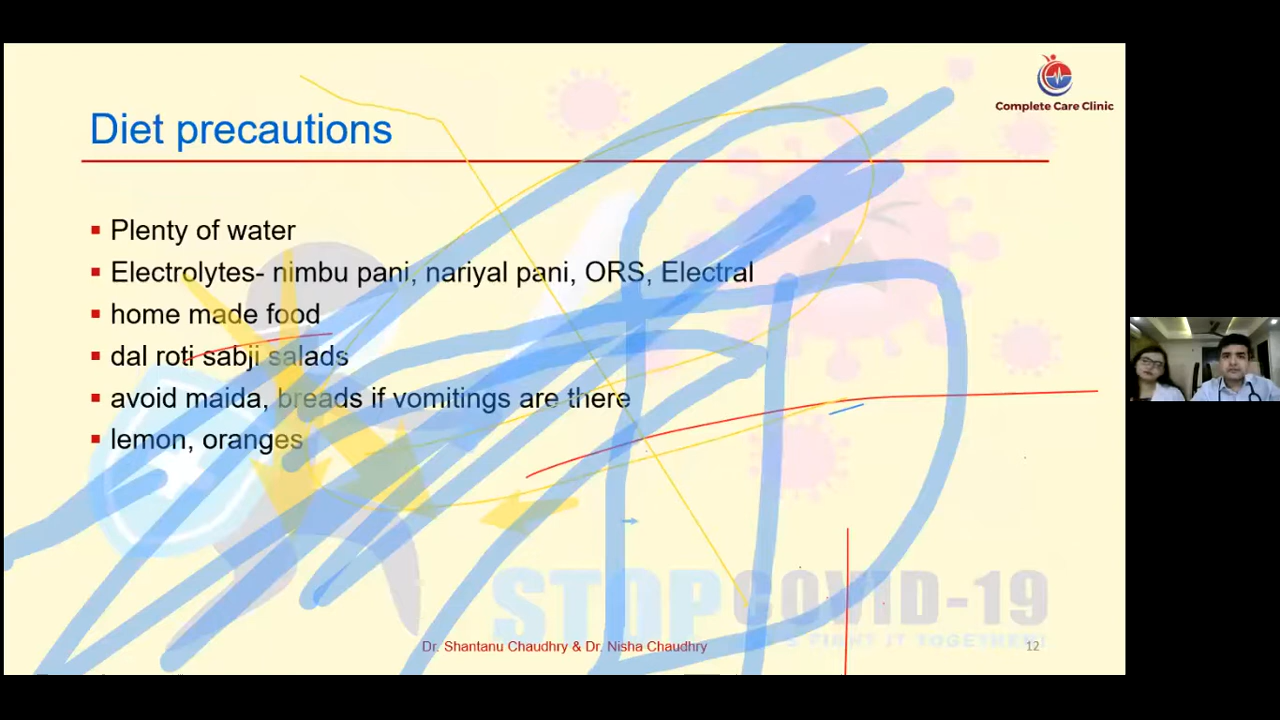 Complete Care Clinic
Diet precautions
Plenty of water
Electrolytes- nimbu pani, nariyal pani, ORS, Electral
home made food
dal roti sabji salads
avoid maida, breads if vomitings are there
lemon, oranges
STOP COVID-19
Dr. Shantanu Chaudhry & Dr. Nisha Chaudhry
12